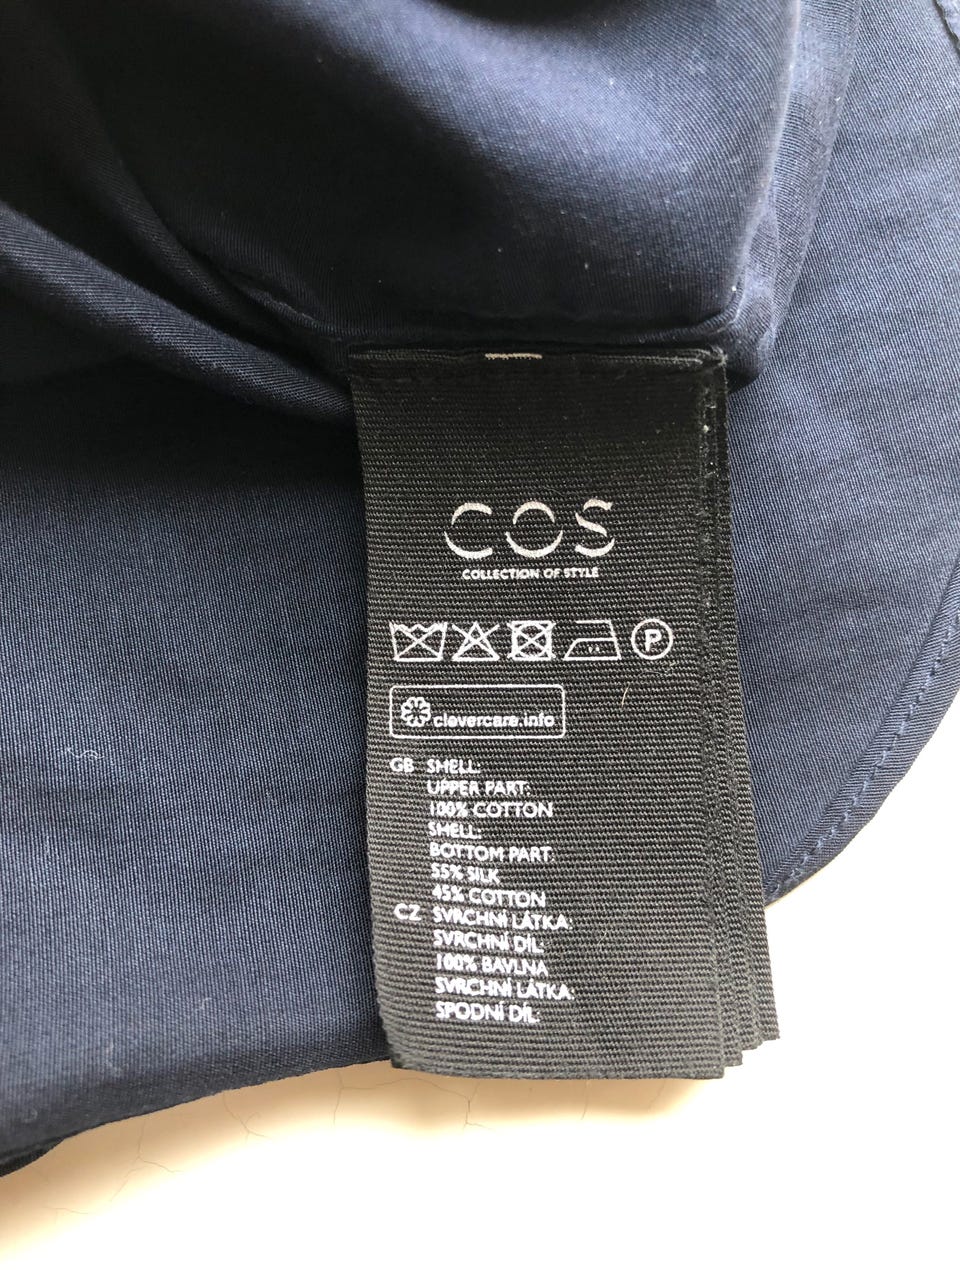 COS
COLLECTION OF STYLE
P
clevercare.info
GB SHELL:
UPPER PART:
100% COTTON
SHELL:
BOTTOM PART:
55% SILK
45% COTTON
CZ SVRCHNÍ LÁTKA:
SVRCHNÍ DÍL:
100% BAVLNA
SVRCHNÍ LÁTKA:
SPODNÍ DÍL: